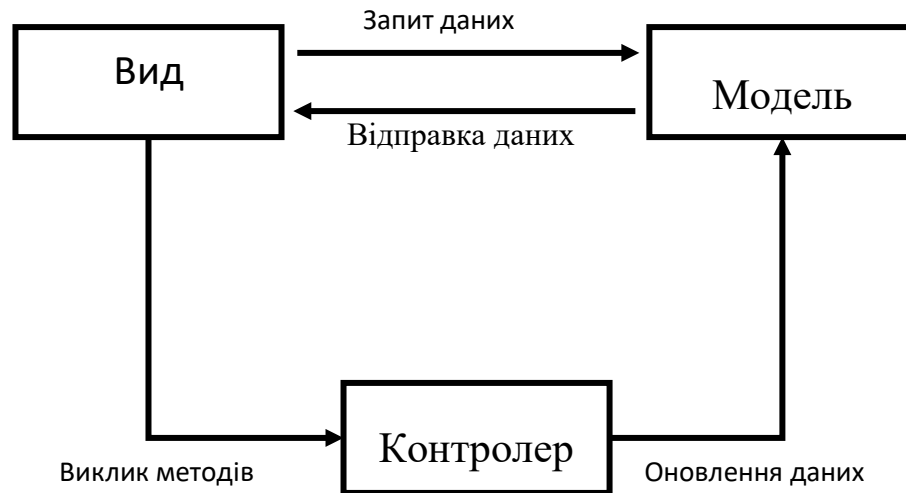 Запит даних
Вид
Модель
Відправка даних
Контролер
Виклик методів
Оновлення даних